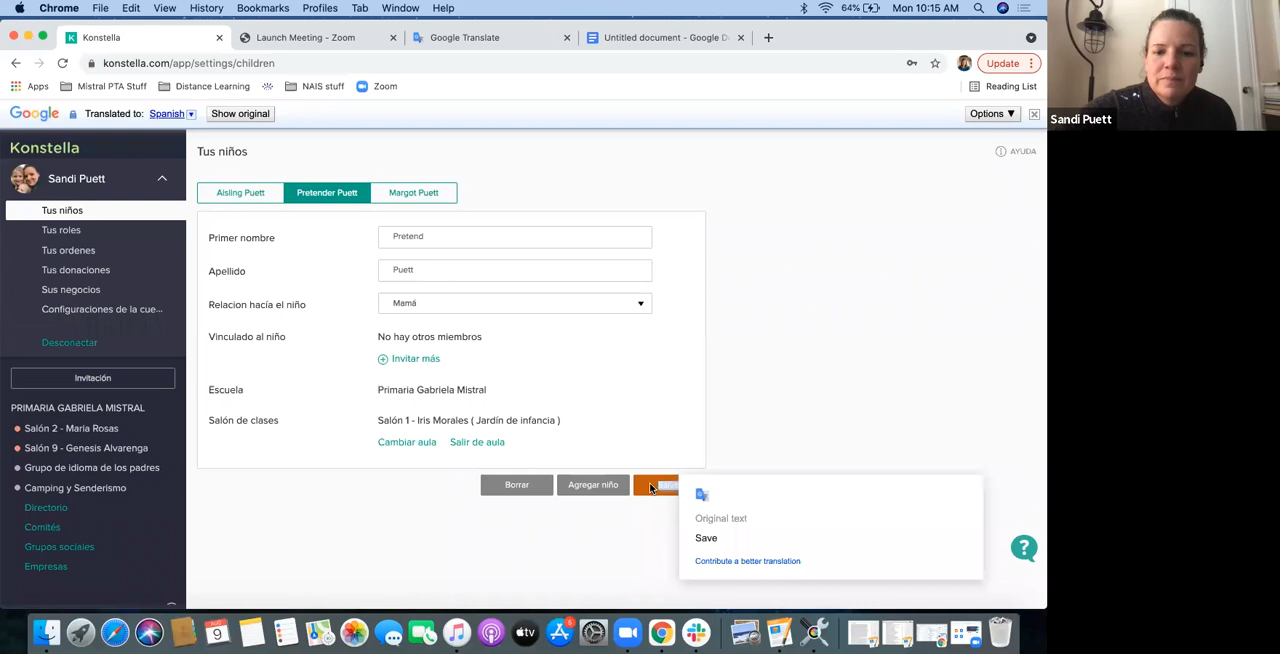 Chrome File Edit View History Bookmarks Profiles Tab Window Help 64% Mon 10:15 AM
Konstella Launch Meeting - Zoom Google Translate Untitled document - Google D
konstella.com/app/settings/children Update
Apps Mistral PTA Stuff Distance Learning NAIS stuff Zoom Reading List
Google Translated to: Spanish Show original Options ▼
Sandi Puett
Konstella
Sandi Puett
Tus niños
Tus roles
Tus ordenes
Tus donaciones
Sus negocios
Configuraciones de la cue...
Desconectar
Invitación
PRIMARIA GABRIELA MISTRAL
Salón 2 - Maria Rosas
Salón 9 - Genesis Alvarenga
Grupo de idioma de los padres
Camping y Senderismo
Directorio
Comités
Grupos sociales
Empresas
Tus niños AYUDA
Aisling Puett Pretender Puett Margot Puett
Primer nombre Pretend
Apellido Puett
Relacion hacía el niño Mamá
Vinculado al niño No hay otros miembros
Invitar más
Escuela Primaria Gabriela Mistral
Salón de clases Salón 1 - Iris Morales ( Jardín de infancia )
Cambiar aula Salir de aula
Borrar Agregar niño
Original text
Save
Contribute a better translation
?
AUG
9
6
tv